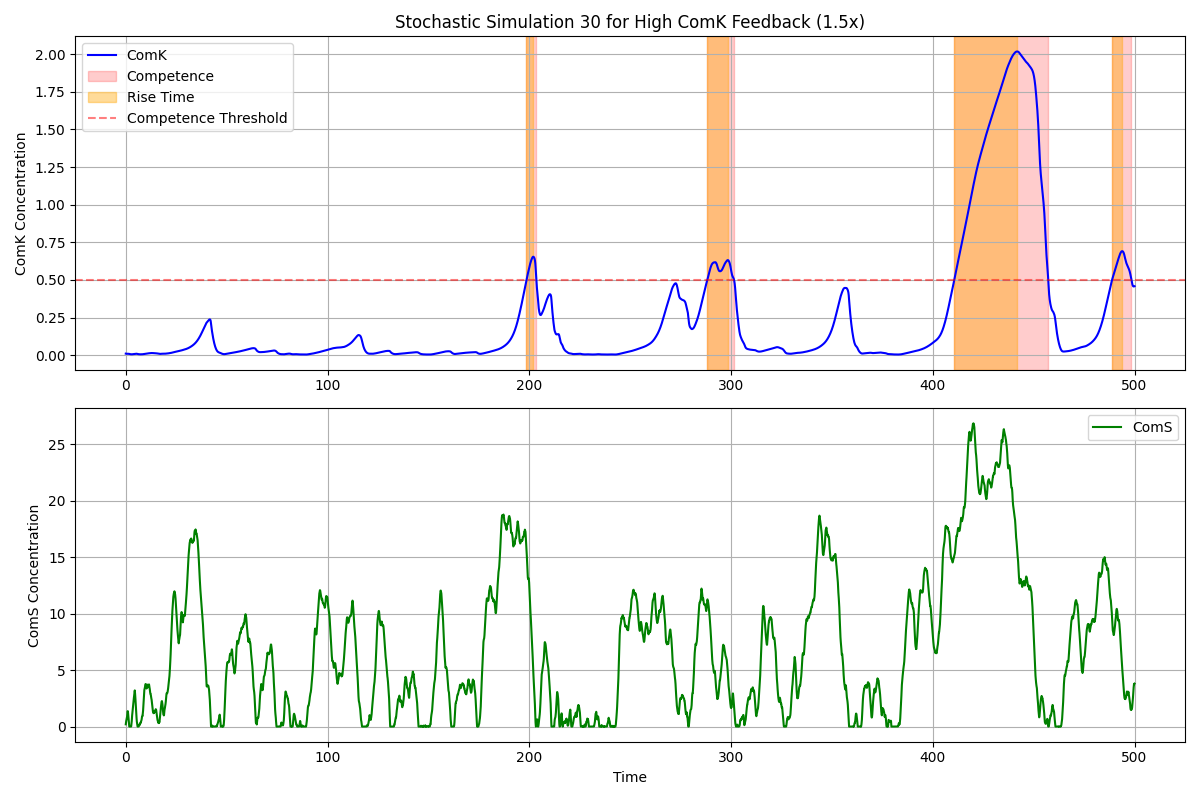 Stochastic Simulation 30 for High ComK Feedback (1.5x)
ComK Concentration
2.00
1.75
1.50
1.25
1.00
0.75
0.50
0.25
0.00
ComK
Competence
Rise Time
Competence Threshold
0 100 200 300 400 500
ComS Concentration
25
20
15
10
5
0
ComS
0 100 200 300 400 500
Time